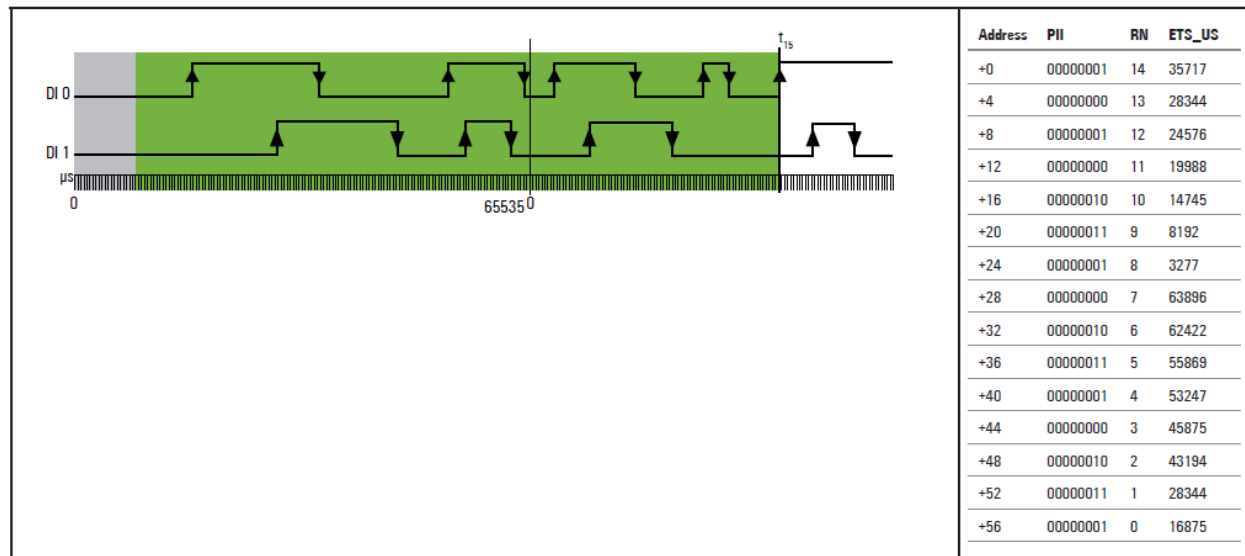 t15
DI 0
DI 1
µs
0
65535 0
Address PII RN ETS_US
+0 00000001 14 35717
+4 00000000 13 28344
+8 00000001 12 24576
+12 00000000 11 19988
+16 00000010 10 14745
+20 00000011 9 8192
+24 00000001 8 3277
+28 00000000 7 63896
+32 00000010 6 62422
+36 00000011 5 55869
+40 00000001 4 53247
+44 00000000 3 45875
+48 00000010 2 43194
+52 00000011 1 28344
+56 00000001 0 16875